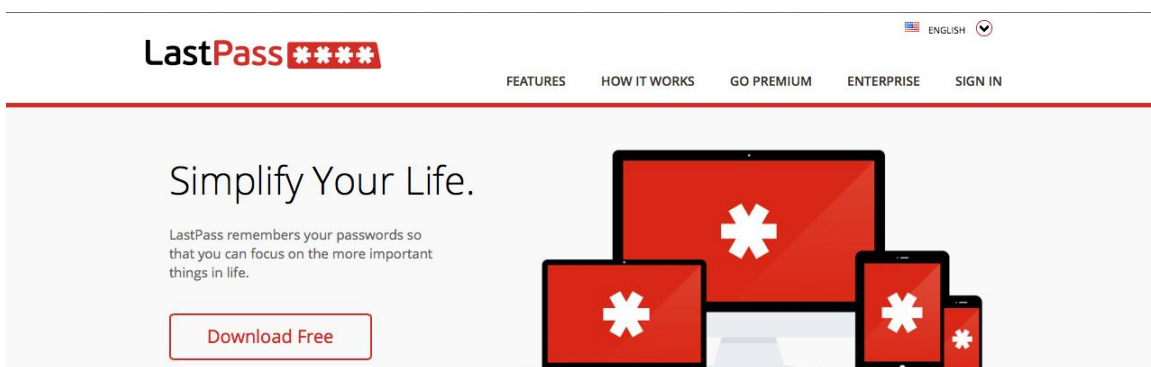 ENGLISH
LastPass ****
FEATURES HOW IT WORKS GO PREMIUM ENTERPRISE SIGN IN
Simplify Your Life.
LastPass remembers your passwords so
that you can focus on the more important
things in life.
Download Free